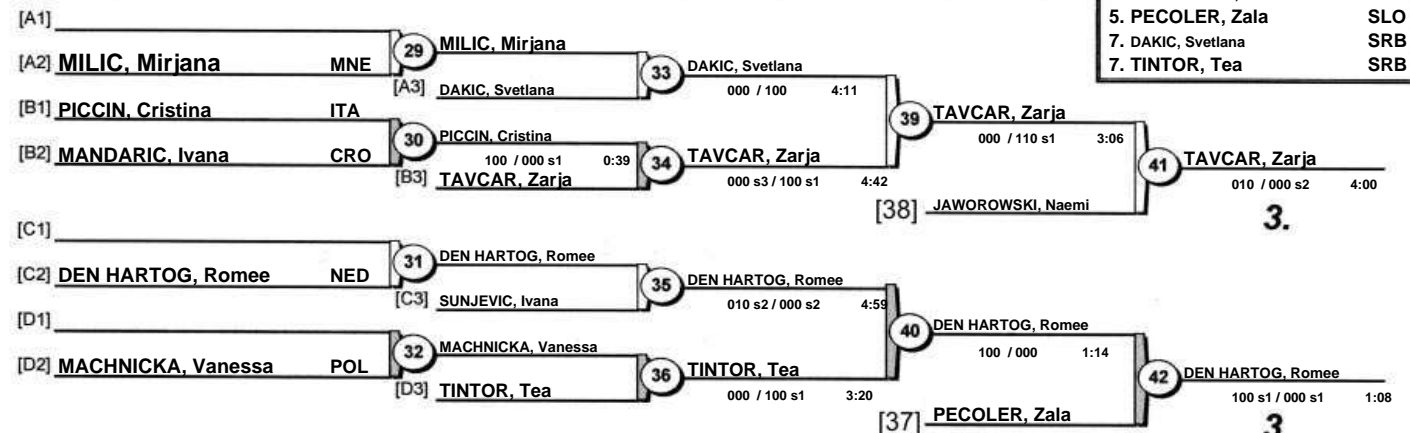 5. PECOLER, Zala SLO
7. DAKIC, Svetlana SRB
7. TINTOR, Tea SRB
[A1]
[A2] MILIC, Mirjana MNE
29 MILIC, Mirjana
[A3] DAKIC, Svetlana
33 DAKIC, Svetlana
000 / 100 4:11
[B1] PICCIN, Cristina ITA
[B2] MANDARIC, Ivana CRO
30 PICCIN, Cristina
100 / 000 s1 0:39
[B3] TAVCAR, Zarja
34 TAVCAR, Zarja
000 s3 / 100 s1 4:42
39 TAVCAR, Zarja
000 / 110 s1 3:06
[38] JAWOROWSKI, Naemi
41 TAVCAR, Zarja
010 / 000 s2 4:00
3.
[C1]
[C2] DEN HARTOG, Romee NED
31 DEN HARTOG, Romee
[C3] SUNJEVIC, Ivana
35 DEN HARTOG, Romee
010 s2 / 000 s2 4:59
[D1]
[D2] MACHNICKA, Vanessa POL
32 MACHNICKA, Vanessa
[D3] TINTOR, Tea
36 TINTOR, Tea
000 / 100 s1 3:20
40 DEN HARTOG, Romee
100 / 000 1:14
[37] PECOLER, Zala
42 DEN HARTOG, Romee
100 s1 / 000 s1 1:08
3